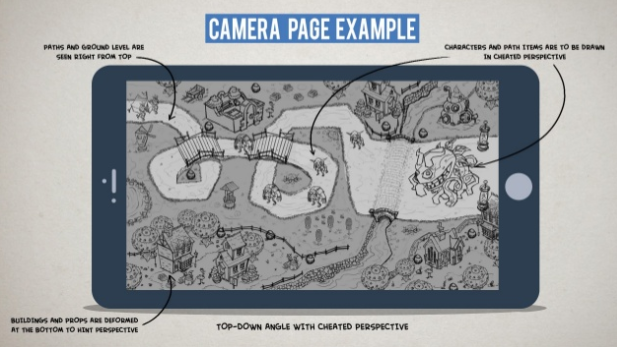 CAMERA PAGE EXAMPLE
PATHS AND GROUND LEVEL ARE
SEEN RIGHT FROM TOP
CHARACTERS AND PATH ITEMS ARE TO BE DRAWN
IN CHEATED PERSPECTIVE
BUILDINGS AND PROPS ARE DEFORMED
AT THE BOTTOM TO HINT PERSPECTIVE
TOP-DOWN ANGLE WITH CHEATED PERSPECTIVE